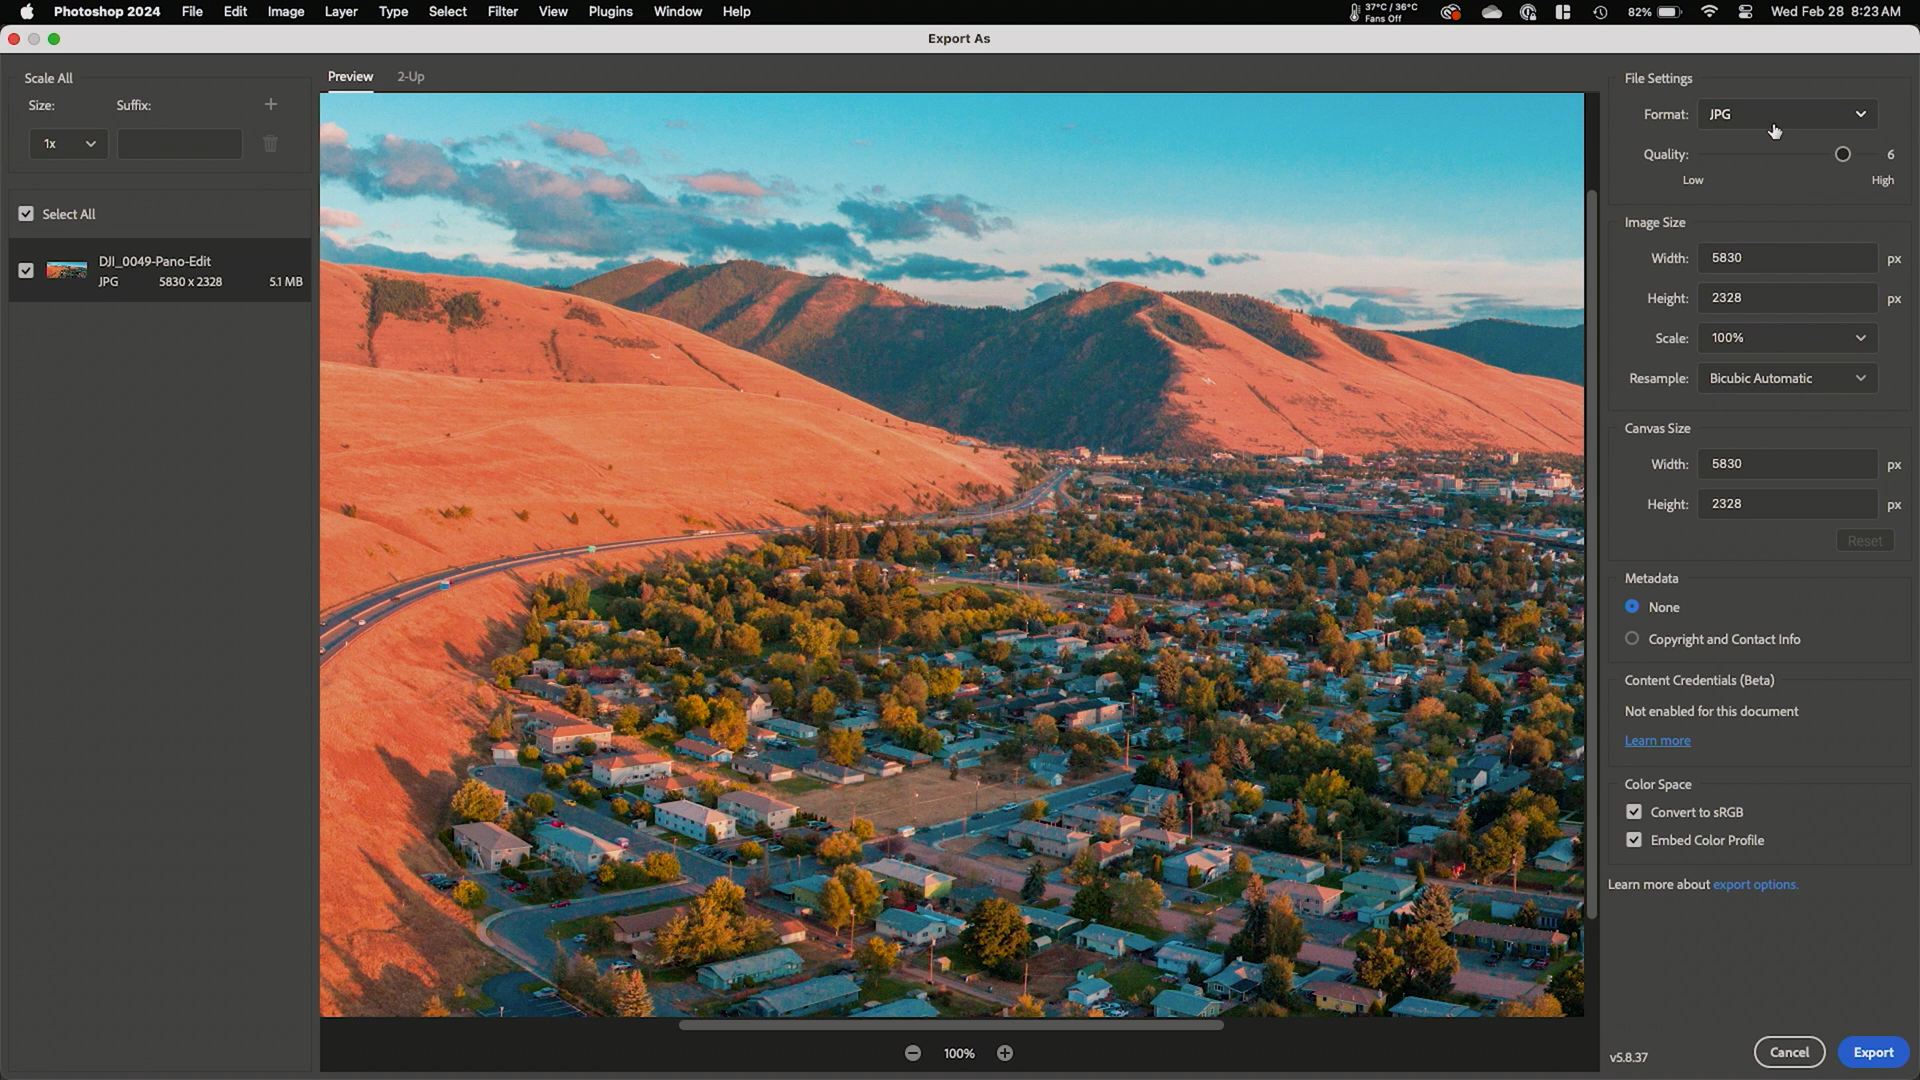 Photoshop 2024 File Edit Image Layer Type Select Filter View Plugins Window Help 37°C / 36°C Fans Off 82% Wed Feb 28 8:23 AM
Export As
Scale All
Size: Suffix:
1x
Select All
DJI_0049-Pano-Edit
JPG 5830 x 2328 5.1 MB
Preview 2-Up
100%
File Settings
Format: JPG
Quality: 6
Low High
Image Size
Width: 5830 px
Height: 2328 px
Scale: 100%
Resample: Bicubic Automatic
Canvas Size
Width: 5830 px
Height: 2328 px
Reset
Metadata
None
Copyright and Contact Info
Content Credentials (Beta)
Not enabled for this document
Learn more
Color Space
Convert to sRGB
Embed Color Profile
Learn more about export options.
v5.8.37
Cancel Export